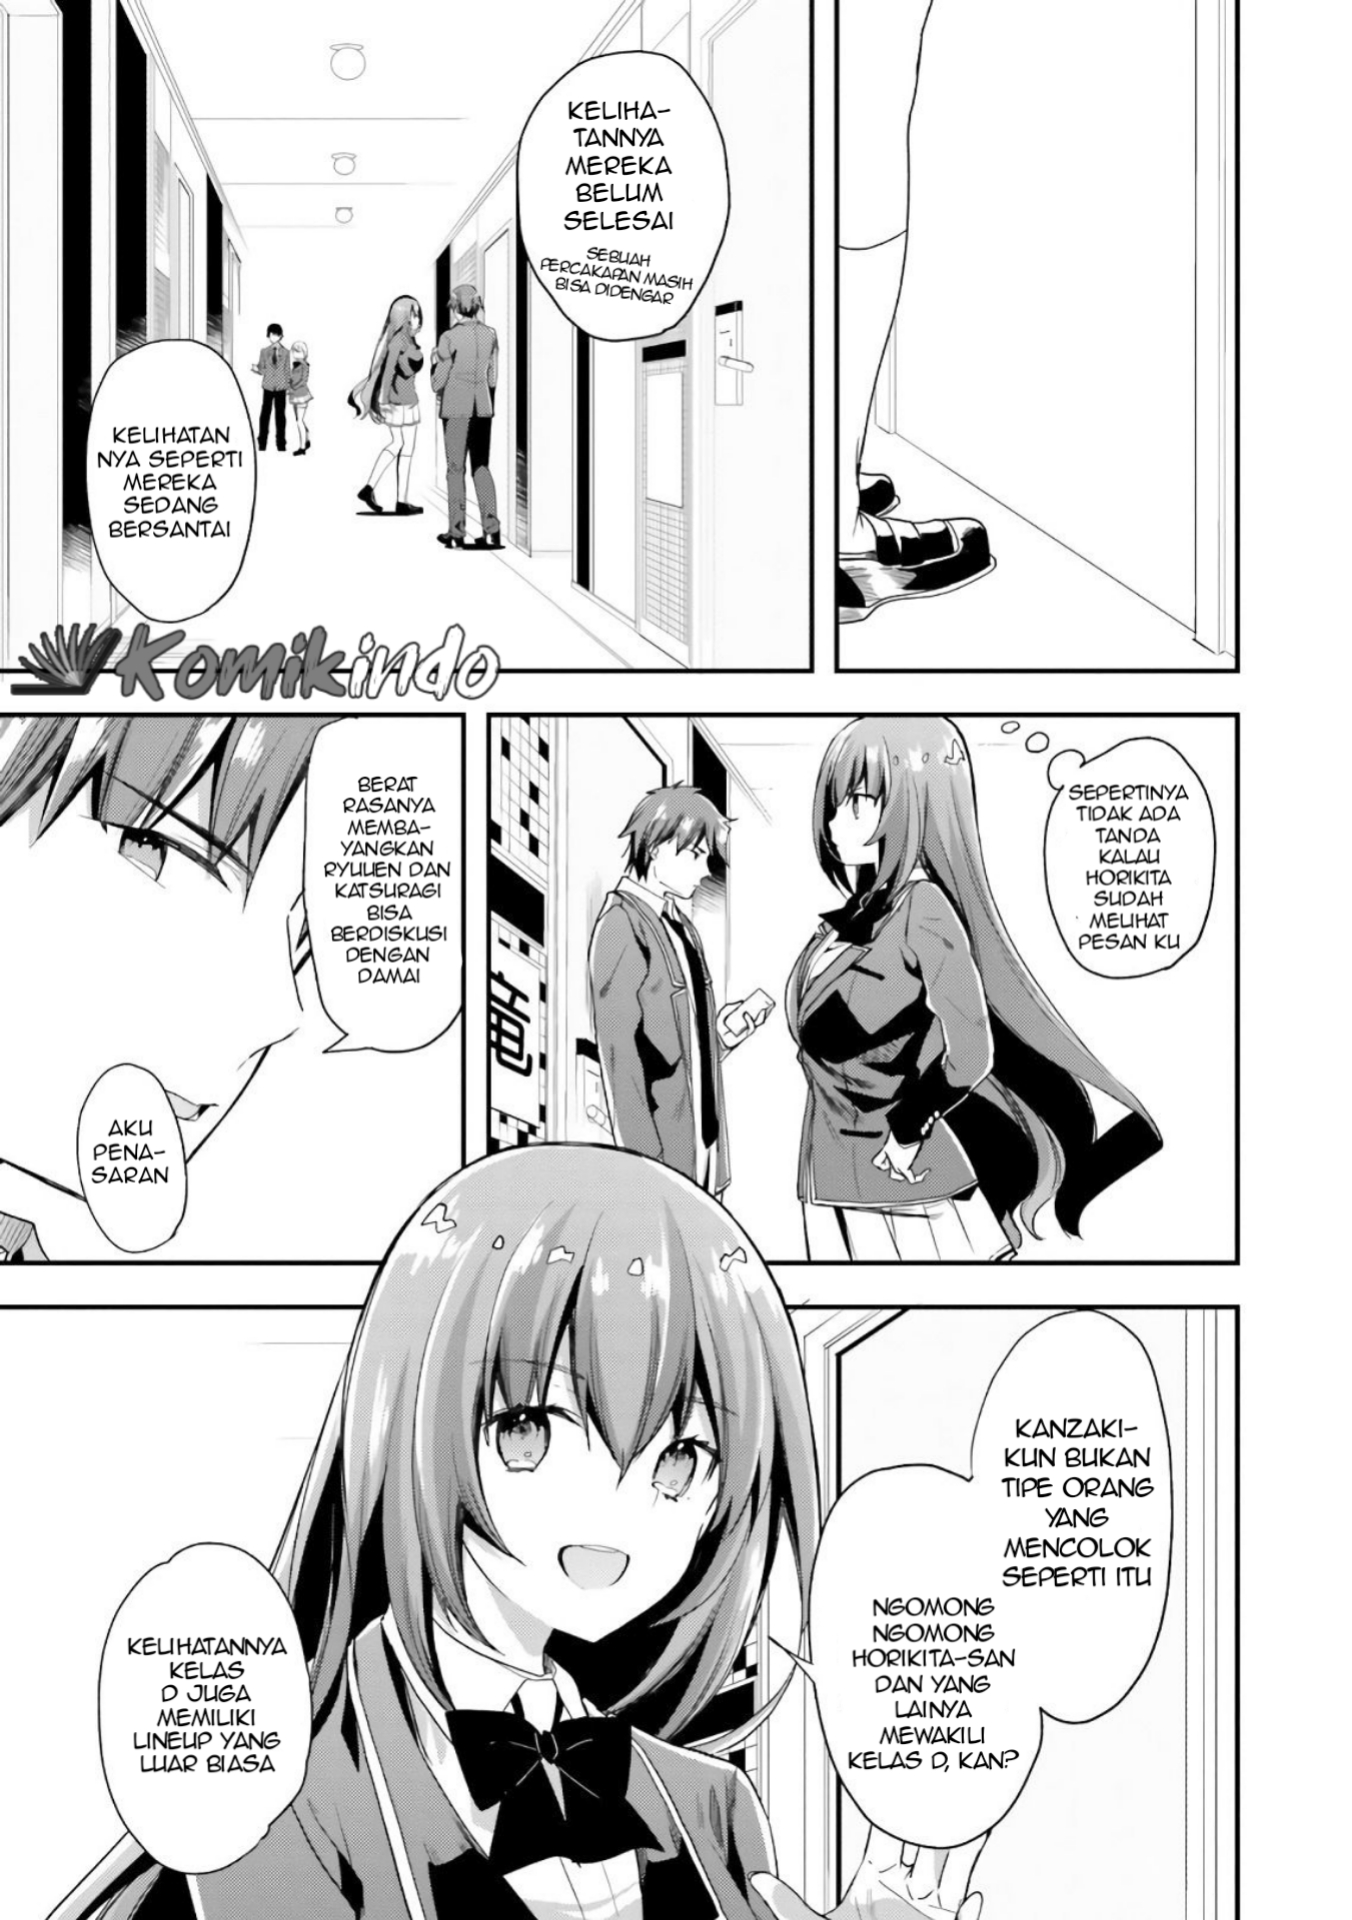 KELIHA-
TANNYA
MEREKA
BELUM
SELESAI
SEBUAH
PERCAKAPAN MASIH
BISA DIDENGAR
KELIHATAN
NYA SEPERTI
MEREKA
SEDANG
BERSANTAI
Komikindo
SEPERTINYA
TIDAK ADA
TANDA
KALAU
HORIKITA
SUDAH
MELIHAT
PESAN KU
竜
BERAT
RASANYA
MEMBA-
YANGKAN
RYUUEN DAN
KATSURAGI
BISA
BERDISKUSI
DENGAN
DAMAI
AKU
PENA-
SARAN
KANZAKI-
KUN BUKAN
TIPE ORANG
YANG
MENCOLOK
SEPERTI ITU
NGOMONG
NGOMONG
HORIKITA-SAN
DAN YANG
LAINYA
MEWAKILI
KELAS D, KAN?
KELIHATANNYA
KELAS
D JUGA
MEMILIKI
LINEUP YANG
LUAR BIASA